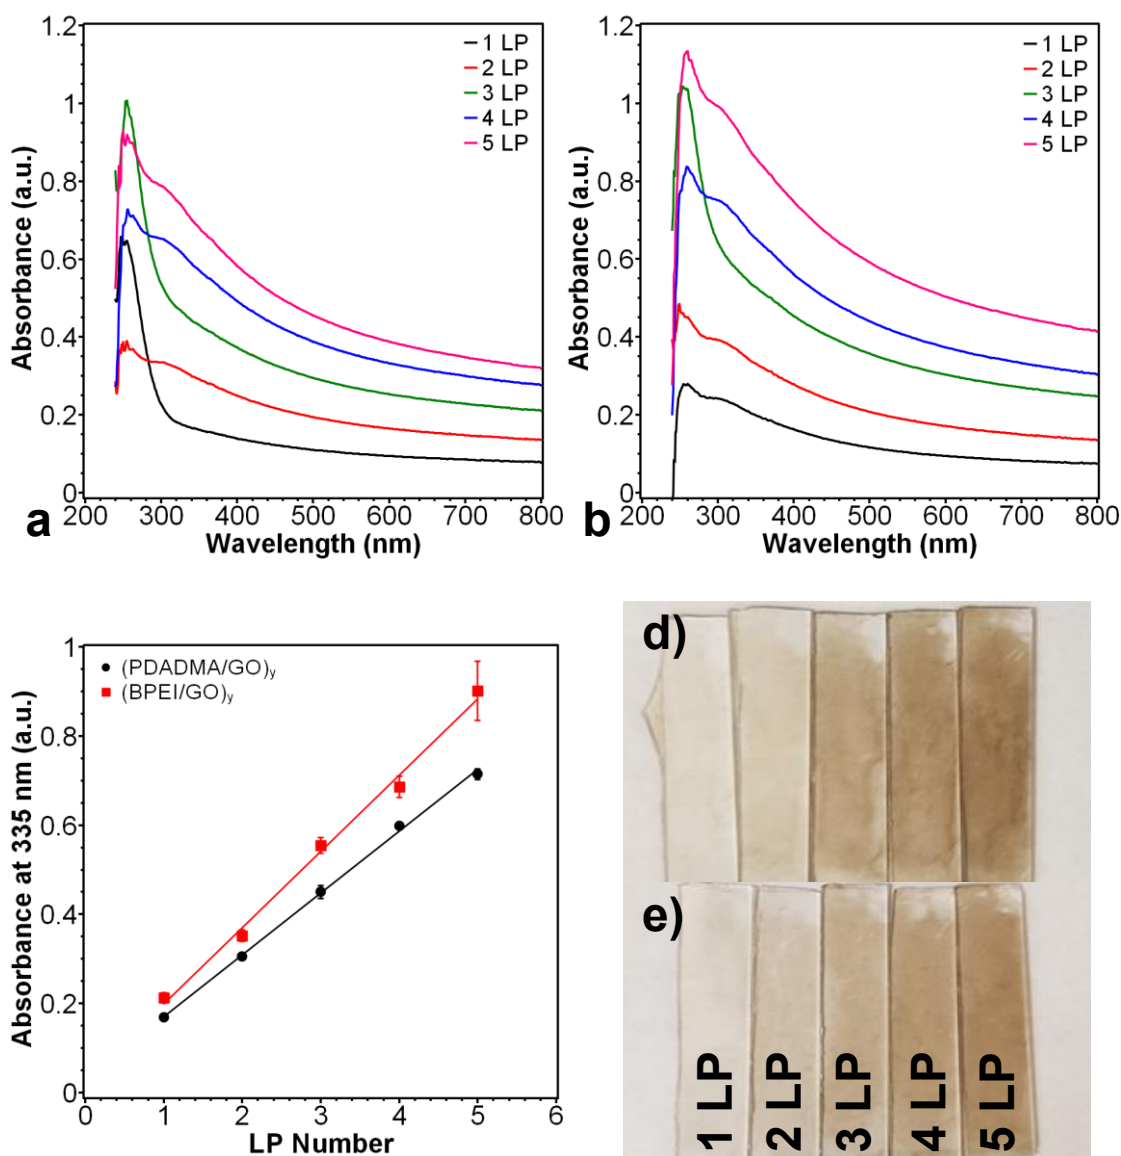 1.2
1
0.8
0.6
0.4
0.2
0
Absorbance (a.u.)
1 LP
2 LP
3 LP
4 LP
5 LP
200 300 400 500 600 700 800
Wavelength (nm)
a
1.2
1
0.8
0.6
0.4
0.2
0
Absorbance (a.u.)
1 LP
2 LP
3 LP
4 LP
5 LP
200 300 400 500 600 700 800
Wavelength (nm)
b
1
0.8
0.6
0.4
0.2
0
Absorbance at 335 nm (a.u.)
(PDADMA/GO)y
(BPEI/GO)y
0 1 2 3 4 5 6
LP Number
d)
e)
1 LP
2 LP
3 LP
4 LP
5 LP